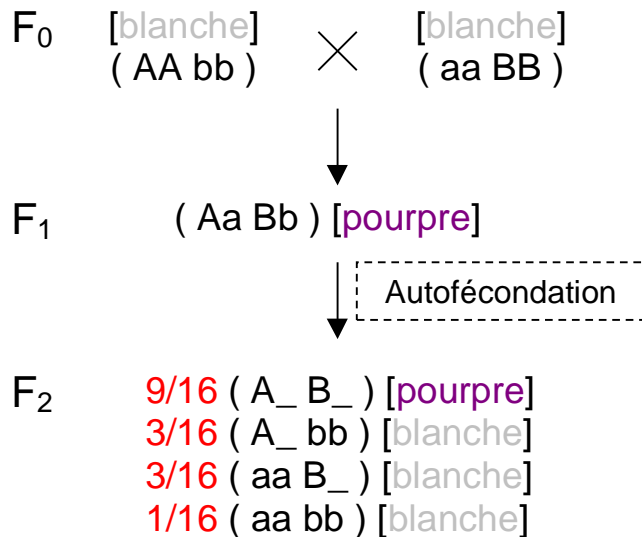 F0 [blanche] [blanche]
( AA bb ) ( aa BB )
F1 ( Aa Bb ) [pourpre]
Autofécondation
F2 9/16 ( A_ B_ ) [pourpre]
3/16 ( A_ bb ) [blanche]
3/16 ( aa B_ ) [blanche]
1/16 ( aa bb ) [blanche]